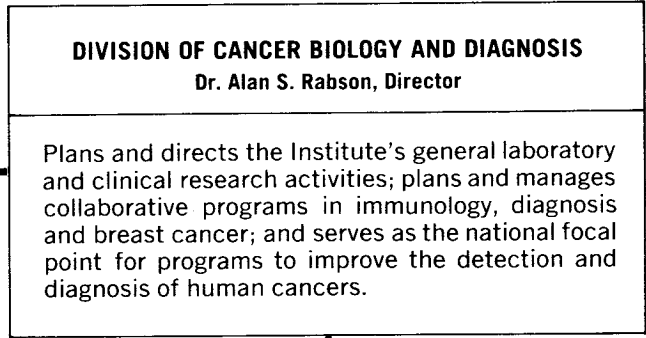 DIVISION OF CANCER BIOLOGY AND DIAGNOSIS
Dr. Alan S. Rabson, Director
Plans and directs the Institute's general laboratory
and clinical research activities; plans and manages
collaborative programs in immunology, diagnosis
and breast cancer; and serves as the national focal
point for programs to improve the detection and
diagnosis of human cancers.